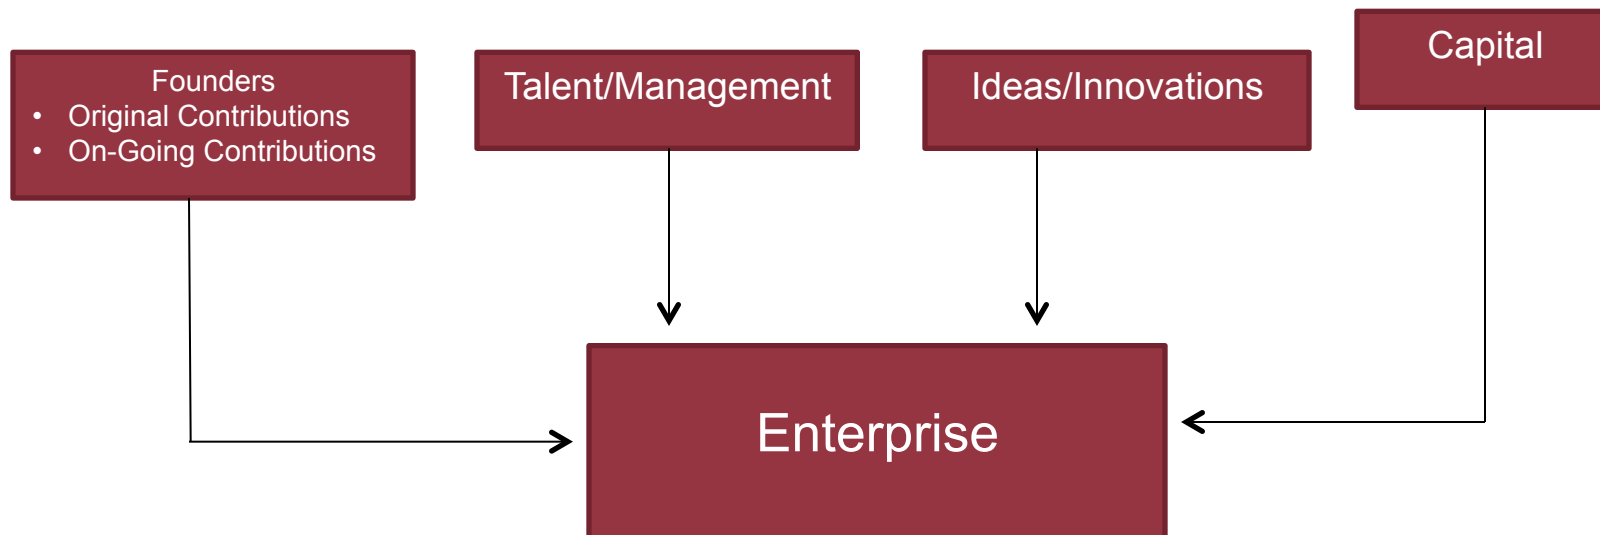 Founders
• Original Contributions
• On-Going Contributions
Talent/Management
Ideas/Innovations
Capital
Enterprise